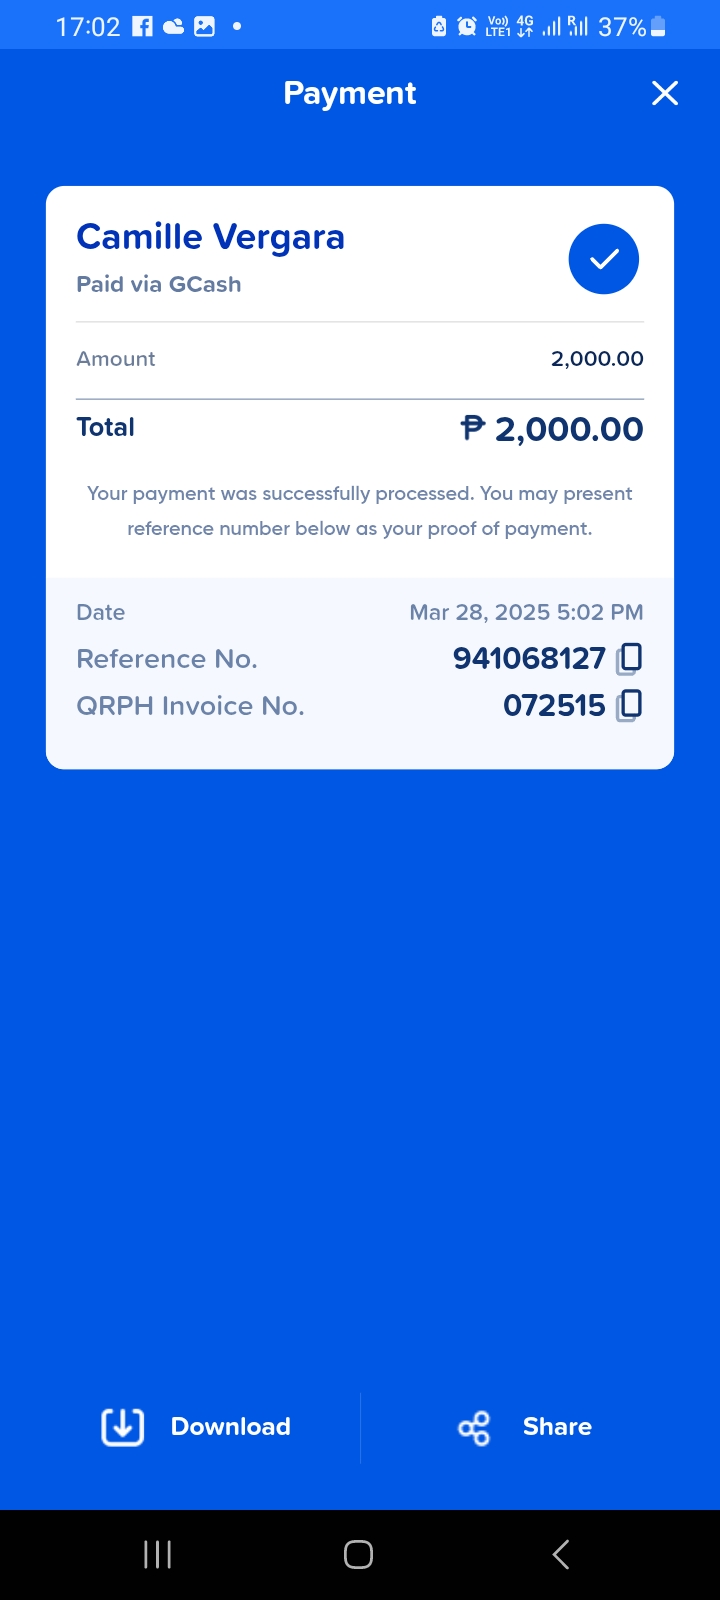 17:02 Vo)) LTE1 4G R 37%
Payment
Camille Vergara
Paid via GCash
Amount 2,000.00
Total ₱ 2,000.00
Your payment was successfully processed. You may present
reference number below as your proof of payment.
Date Mar 28, 2025 5:02 PM
Reference No. 941068127
QRPH Invoice No. 072515
Download Share